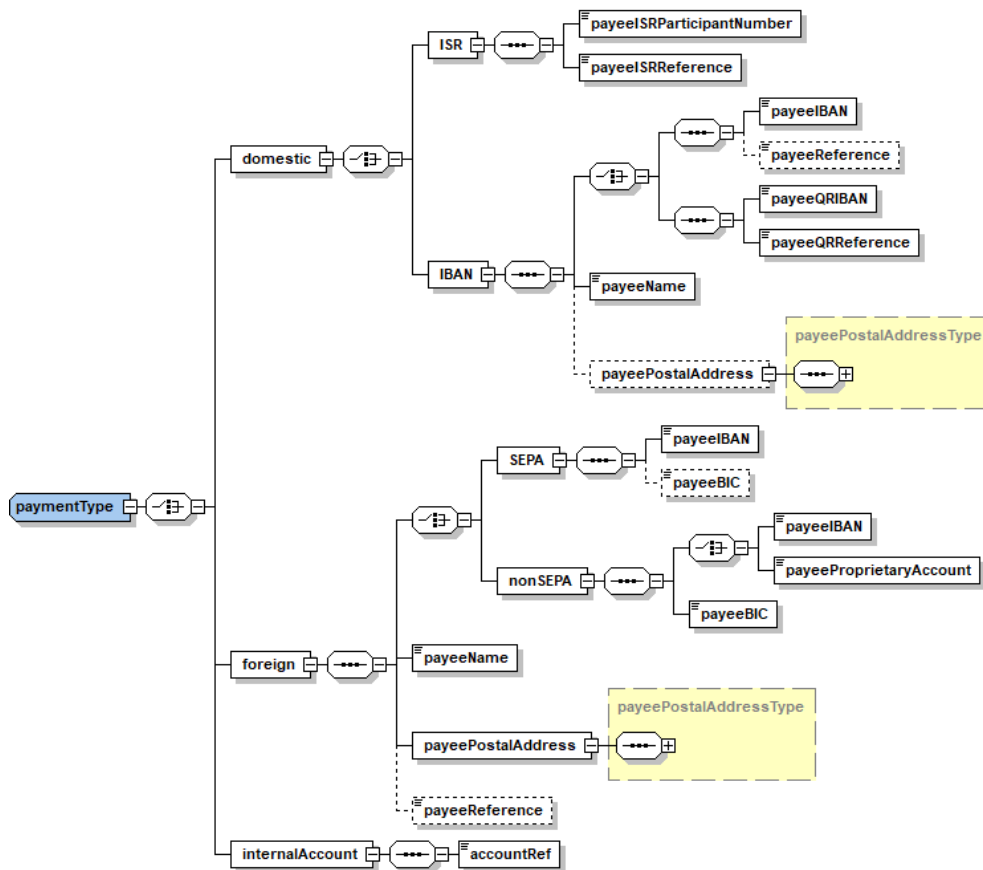 ISR
payeeISRParticipantNumber
payeeISRReference
domestic
payeeIBAN
payeeReference
payeeQRIBAN
payeeQRReference
IBAN
payeeName
payeePostalAddressType
payeePostalAddress
paymentType
SEPA
payeeIBAN
payeeBIC
nonSEPA
payeeIBAN
payeeProprietaryAccount
payeeBIC
foreign
payeeName
payeePostalAddressType
payeePostalAddress
payeeReference
internalAccount
accountRef